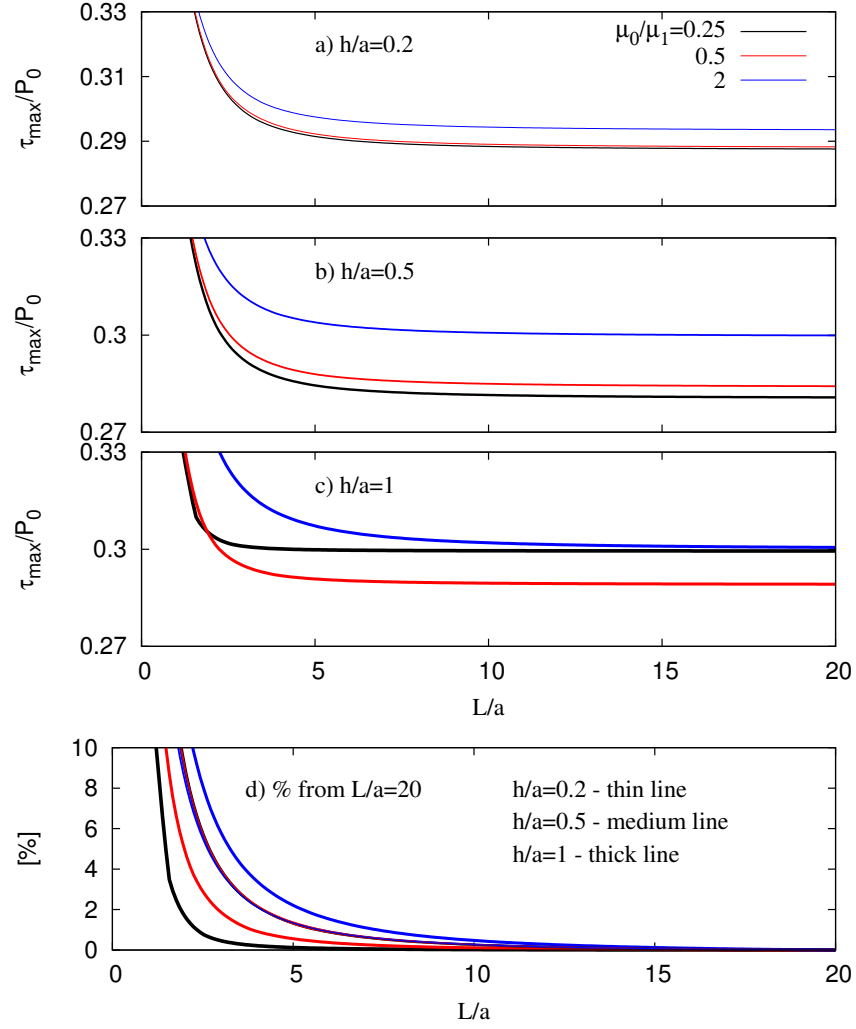 0.33
0.31
0.29
0.27
τmax/P0
a) h/a=0.2
μ0/μ1=0.25
0.5
2
0.33
0.3
0.27
τmax/P0
b) h/a=0.5
0.33
0.3
0.27
τmax/P0
c) h/a=1
0 5 10 15 20
L/a
10
8
6
4
2
0
[%]
d) % from L/a=20
h/a=0.2 - thin line
h/a=0.5 - medium line
h/a=1 - thick line
0 5 10 15 20
L/a